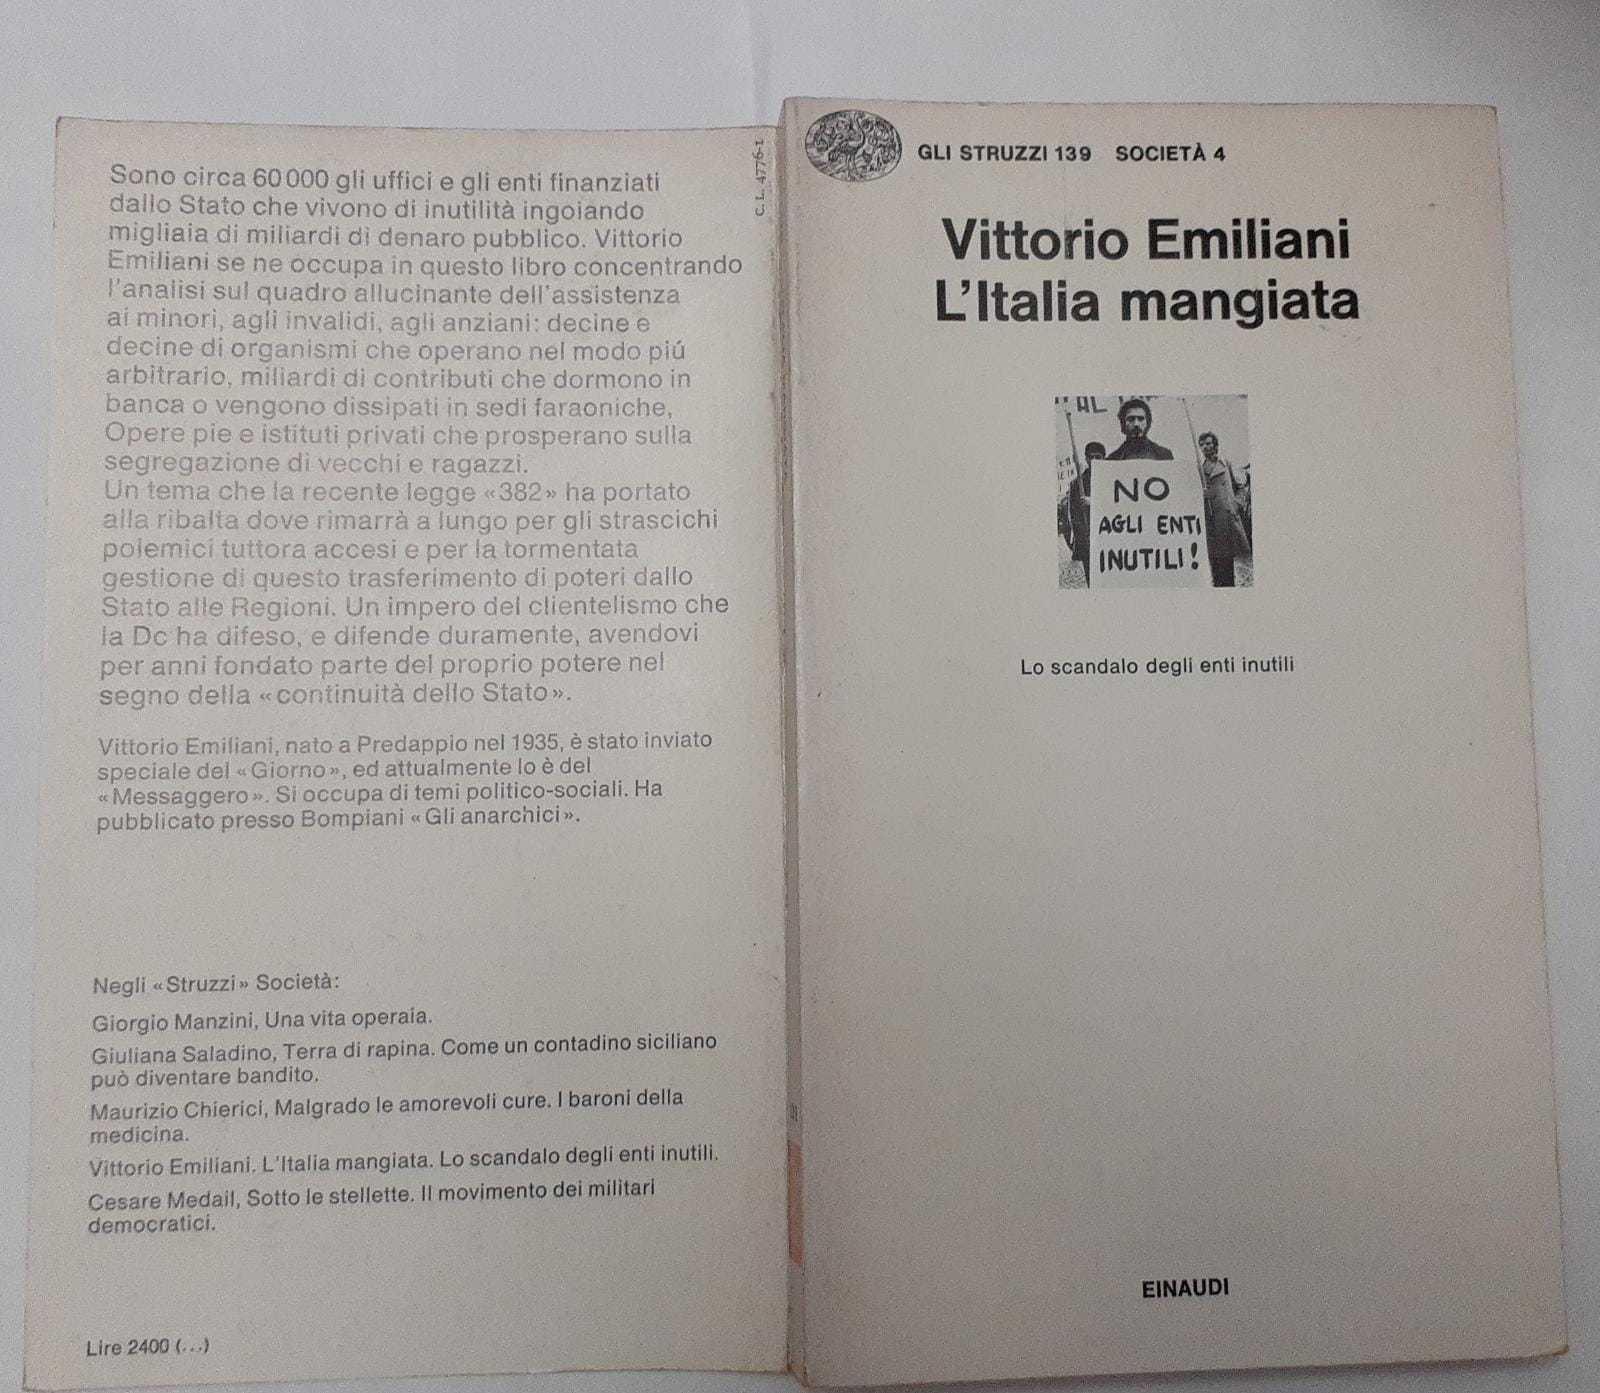 Sono circa 60 000 gli uffici e gli enti finanziati
dallo Stato che vivono di inutilità ingoiando
migliaia di miliardi di denaro pubblico. Vittorio
Emiliani se ne occupa in questo libro concentrando
l'analisi sul quadro allucinante dell'assistenza
ai minori, agli invalidi, agli anziani: decine e
decine di organismi che operano nel modo piú
arbitrario, miliardi di contributi che dormono in
banca o vengono dissipati in sedi faraoniche,
Opere pie e istituti privati che prosperano sulla
segregazione di vecchi e ragazzi.
Un tema che la recente legge «382» ha portato
alla ribalta dove rimarrà a lungo per gli strascichi
polemici tuttora accesi e per la tormentata
gestione di questo trasferimento di poteri dallo
Stato alle Regioni. Un impero del clientelismo che
la Dc ha difeso, e difende duramente, avendovi
per anni fondato parte del proprio potere nel
segno della «continuità dello Stato».
Vittorio Emiliani, nato a Predappio nel 1935, è stato inviato
speciale del «Giorno», ed attualmente lo è del
«Messaggero». Si occupa di temi politico-sociali. Ha
pubblicato presso Bompiani «Gli anarchici».
Negli «Struzzi» Società:
Giorgio Manzini, Una vita operaia.
Giuliana Saladino, Terra di rapina. Come un contadino siciliano
può diventare bandito.
Maurizio Chierici, Malgrado le amorevoli cure. I baroni della
medicina.
Vittorio Emiliani. L'Italia mangiata. Lo scandalo degli enti inutili.
Cesare Medail, Sotto le stellette. Il movimento dei militari
democratici.
Lire 2400 (...)
C.L. 4776-1
GLI STRUZZI 139 SOCIETÀ 4
Vittorio Emiliani
L'Italia mangiata
NO
AGLI ENTI
INUTILI!
Lo scandalo degli enti inutili
EINAUDI